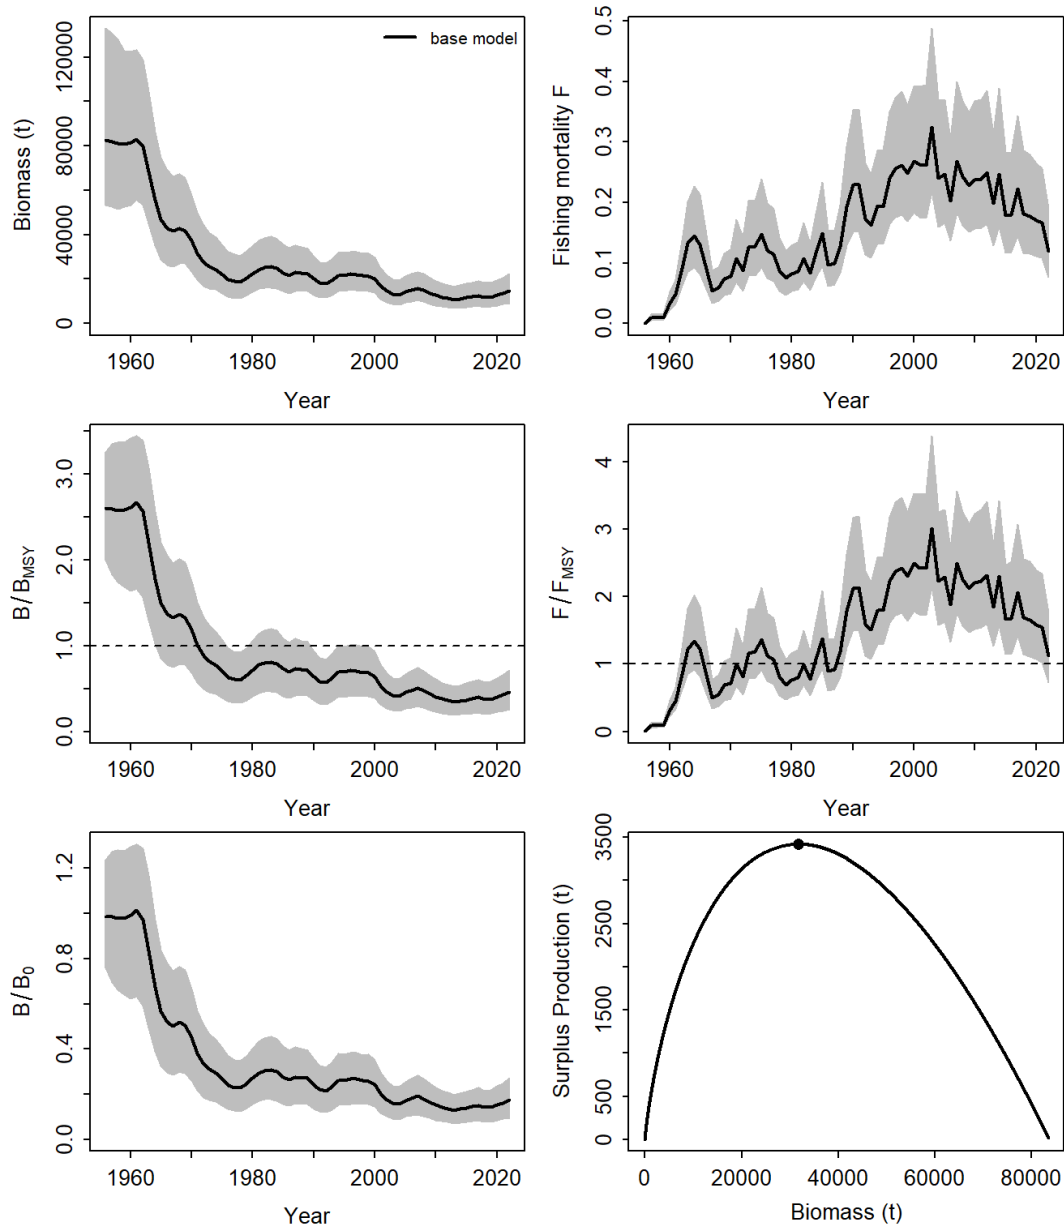 base model
Biomass (t)
0 40000 80000 120000
1960 1980 2000 2020
Year
Fishing mortality F
0.0 0.1 0.2 0.3 0.4 0.5
1960 1980 2000 2020
Year
B/BMSY
0.0 1.0 2.0 3.0
1960 1980 2000 2020
Year
F/FMSY
0 1 2 3 4
1960 1980 2000 2020
Year
B/B0
0.0 0.4 0.8 1.2
1960 1980 2000 2020
Year
Surplus Production (t)
0 500 1500 2500 3500
0 20000 40000 60000 80000
Biomass (t)